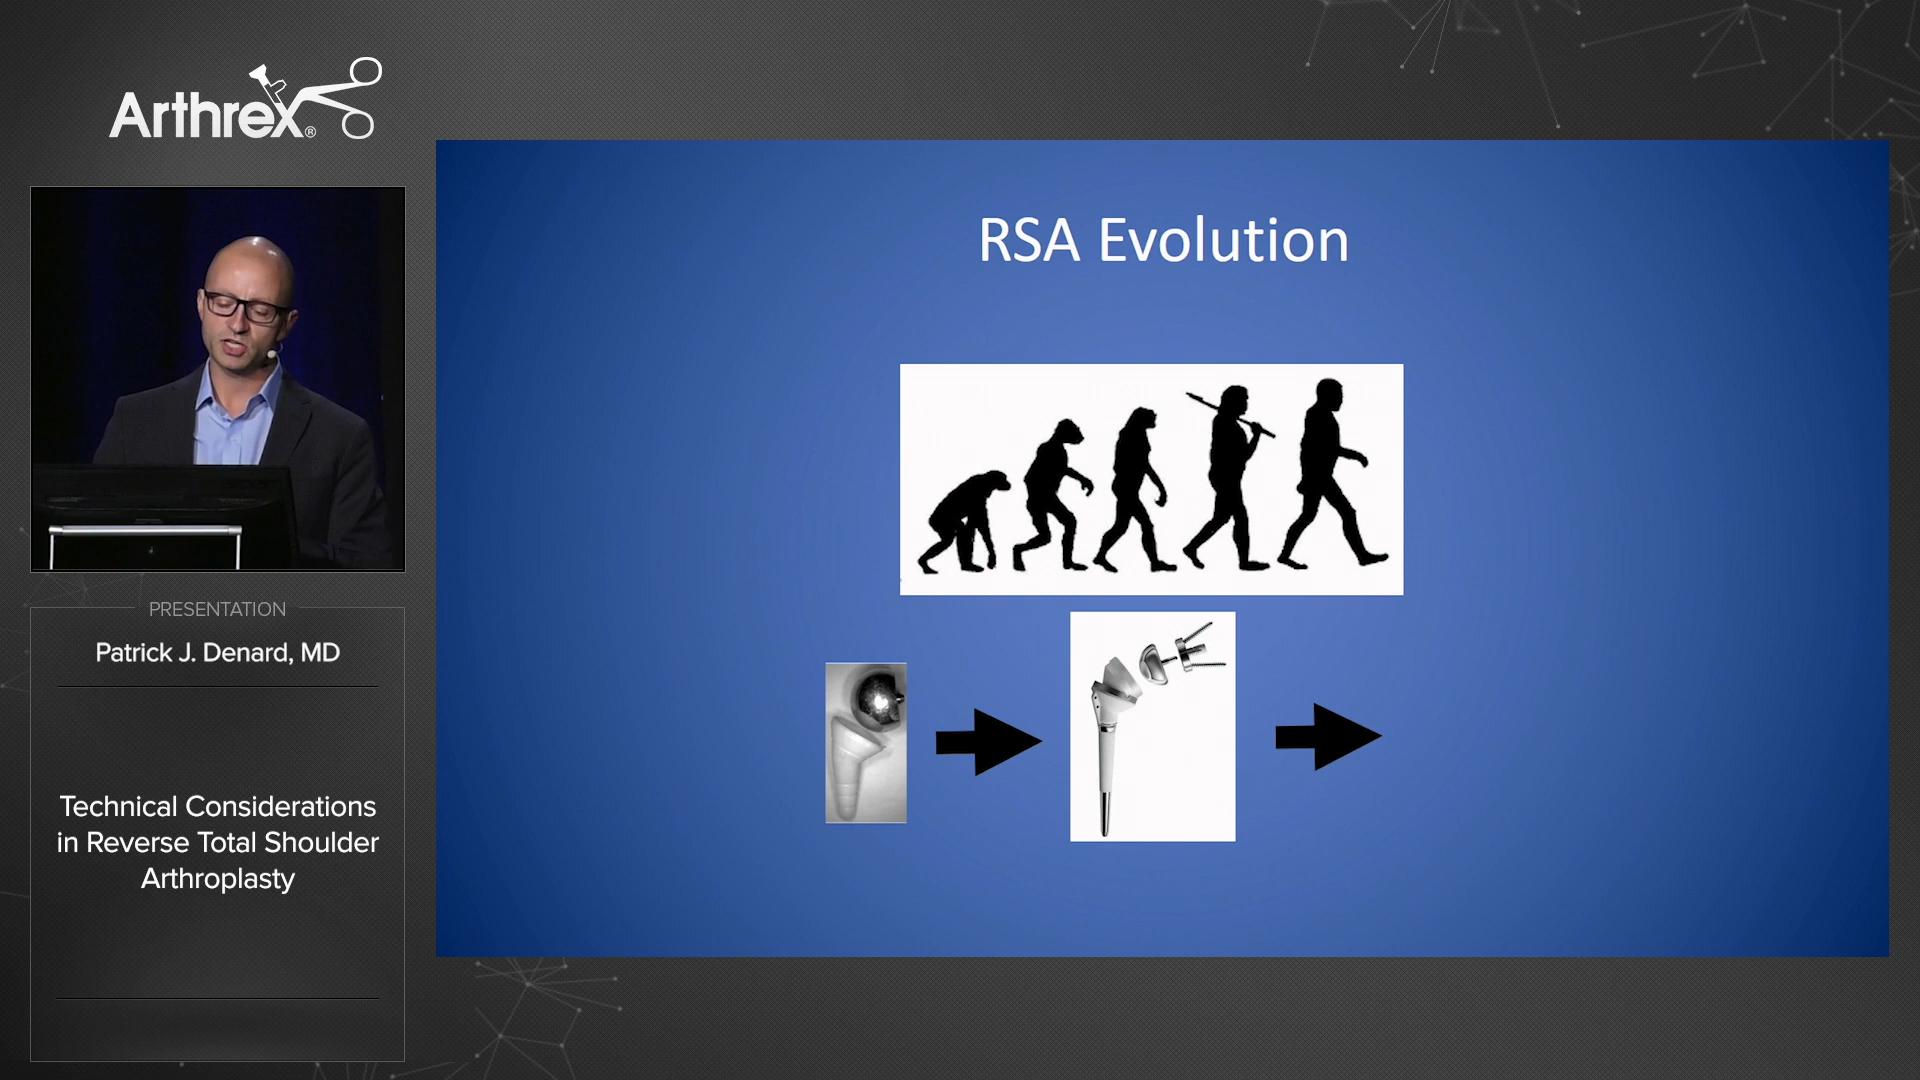 Arthrex®
RSA Evolution
PRESENTATION
Patrick J. Denard, MD
Technical Considerations
in Reverse Total Shoulder
Arthroplasty